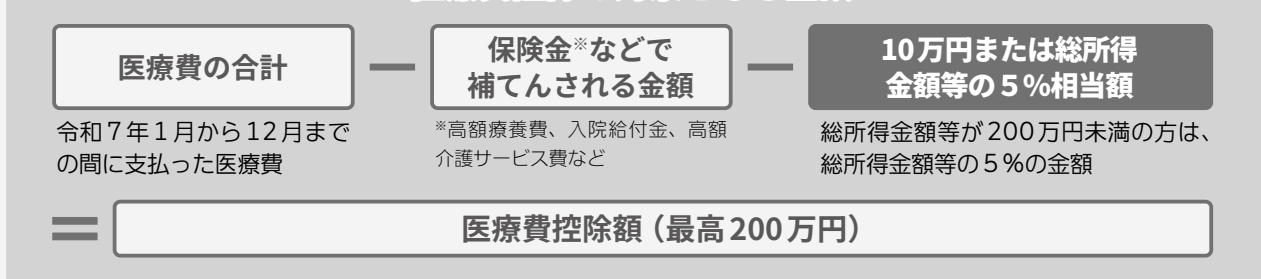 医療費の合計
ー
保険金※などで
補てんされる金額
ー
10万円または総所得
金額等の5%相当額
令和7年1月から12月まで
の間に支払った医療費
※高額療養費、入院給付金、高額
介護サービス費など
総所得金額等が200万円未満の方は、
総所得金額等の5%の金額
=
医療費控除額(最高200万円)